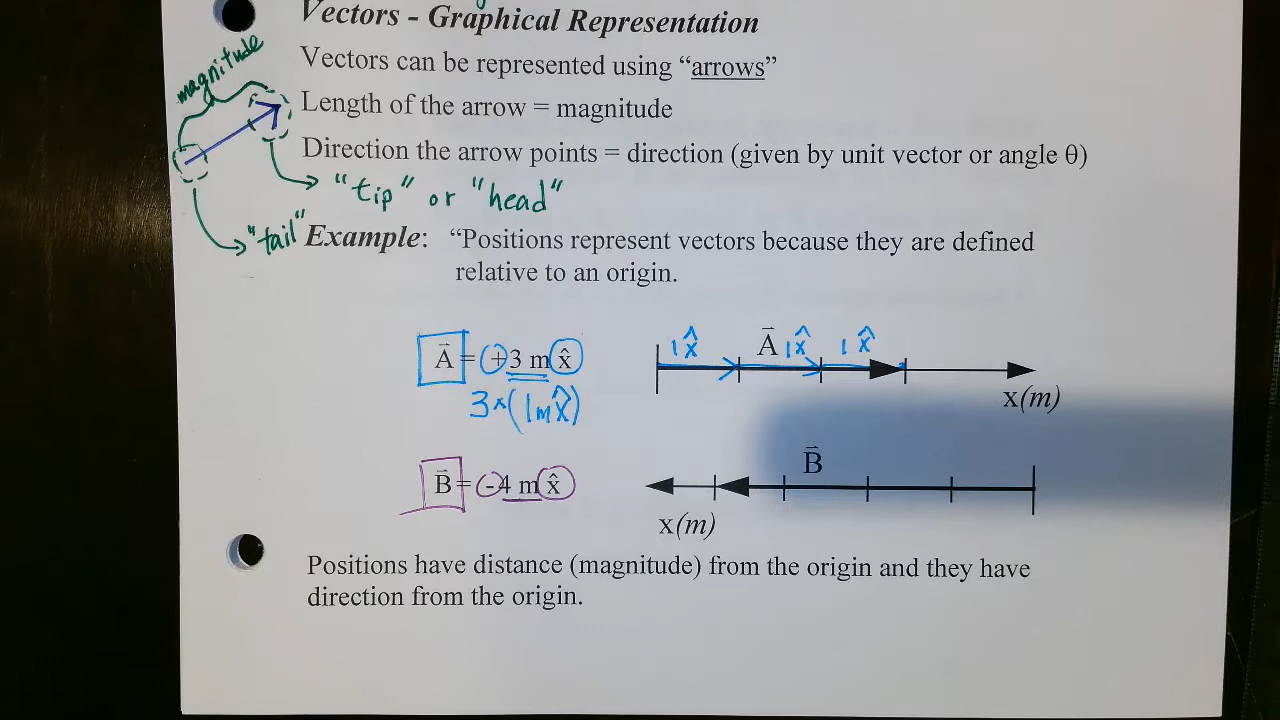 Vectors - Graphical Representation
magnitude
Vectors can be represented using “arrows”
Length of the arrow = magnitude
Direction the arrow points = direction (given by unit vector or angle θ)
"tip" or "head"
"tail"
Example: “Positions represent vectors because they are defined
relative to an origin.
A⃗ = +3 m x̂
1x̂ A⃗ 1x̂ 1x̂
3×(1m x̂)
x(m)
B⃗ = -4 m x̂
B⃗
x(m)
Positions have distance (magnitude) from the origin and they have
direction from the origin.